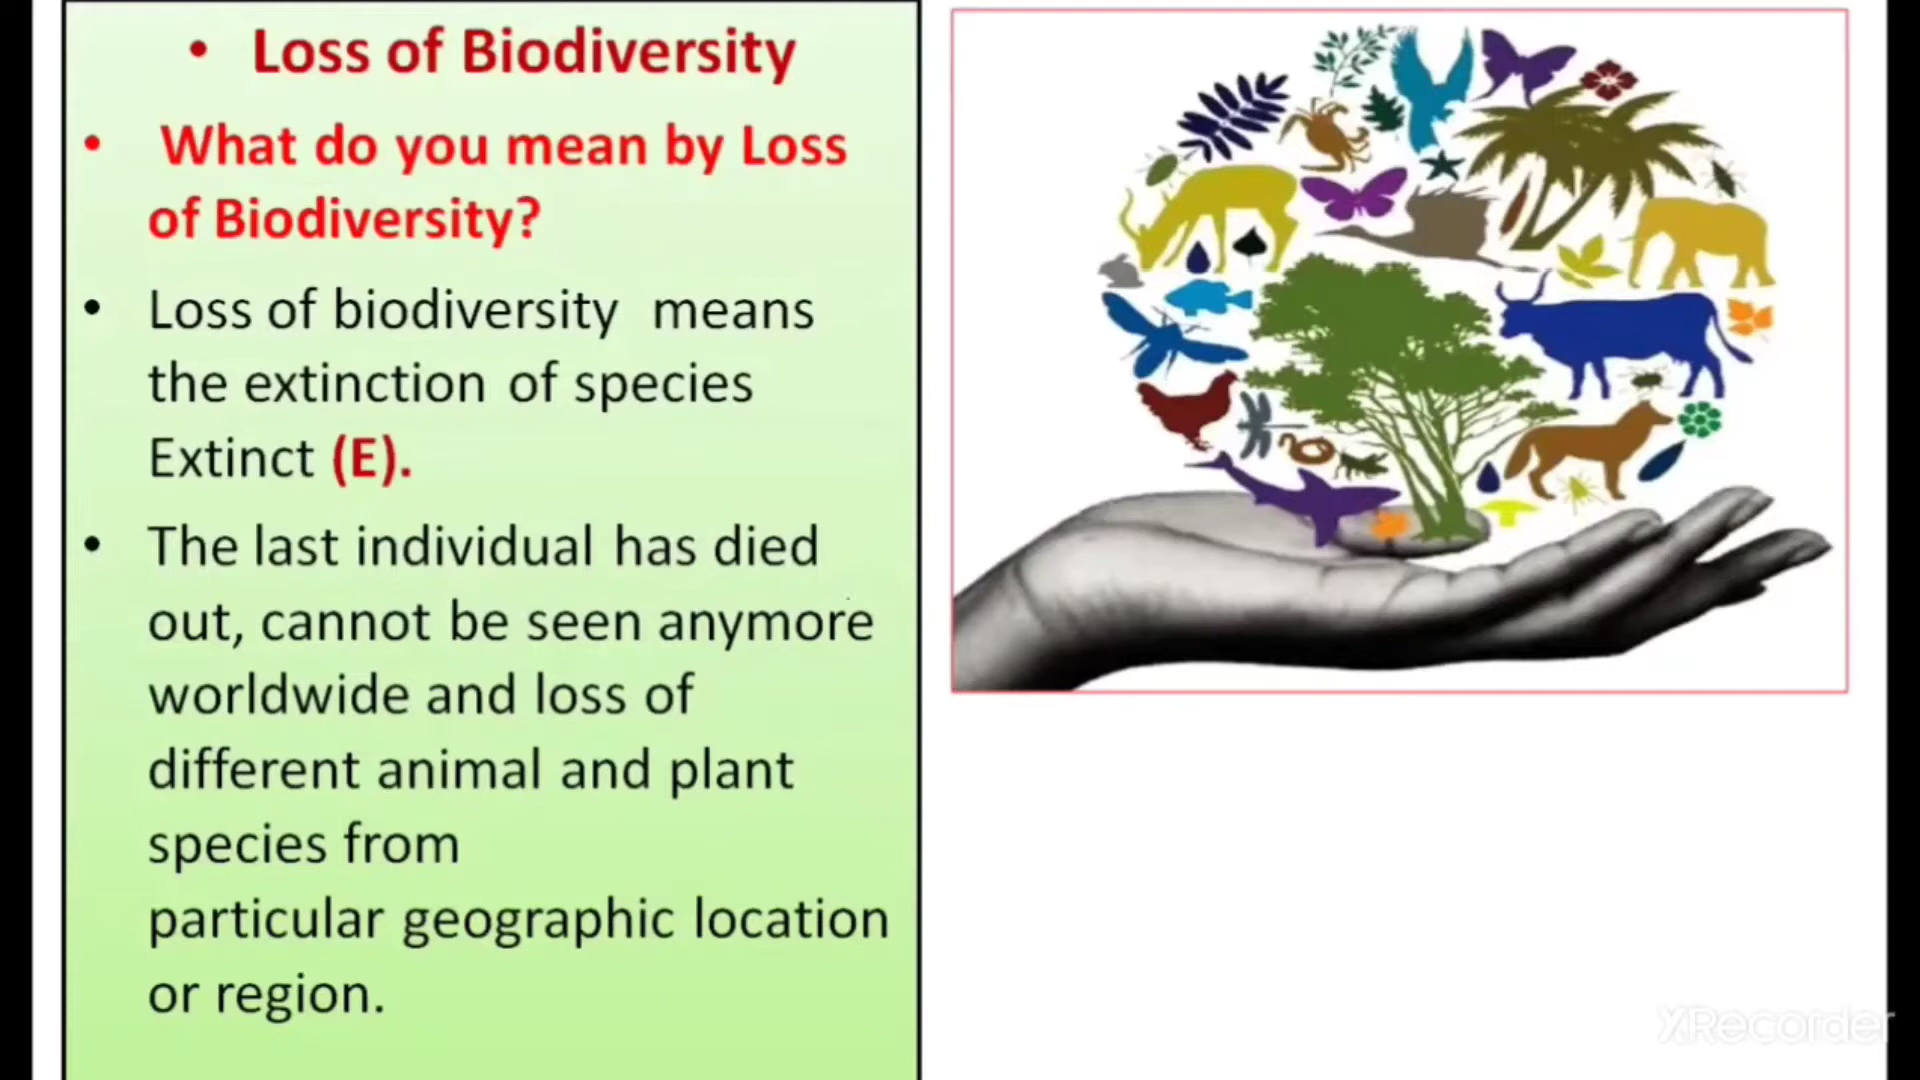 • Loss of Biodiversity
• What do you mean by Loss
of Biodiversity?
• Loss of biodiversity means
the extinction of species
Extinct (E).
• The last individual has died
out, cannot be seen anymore
worldwide and loss of
different animal and plant
species from
particular geographic location
or region.
XRecorder